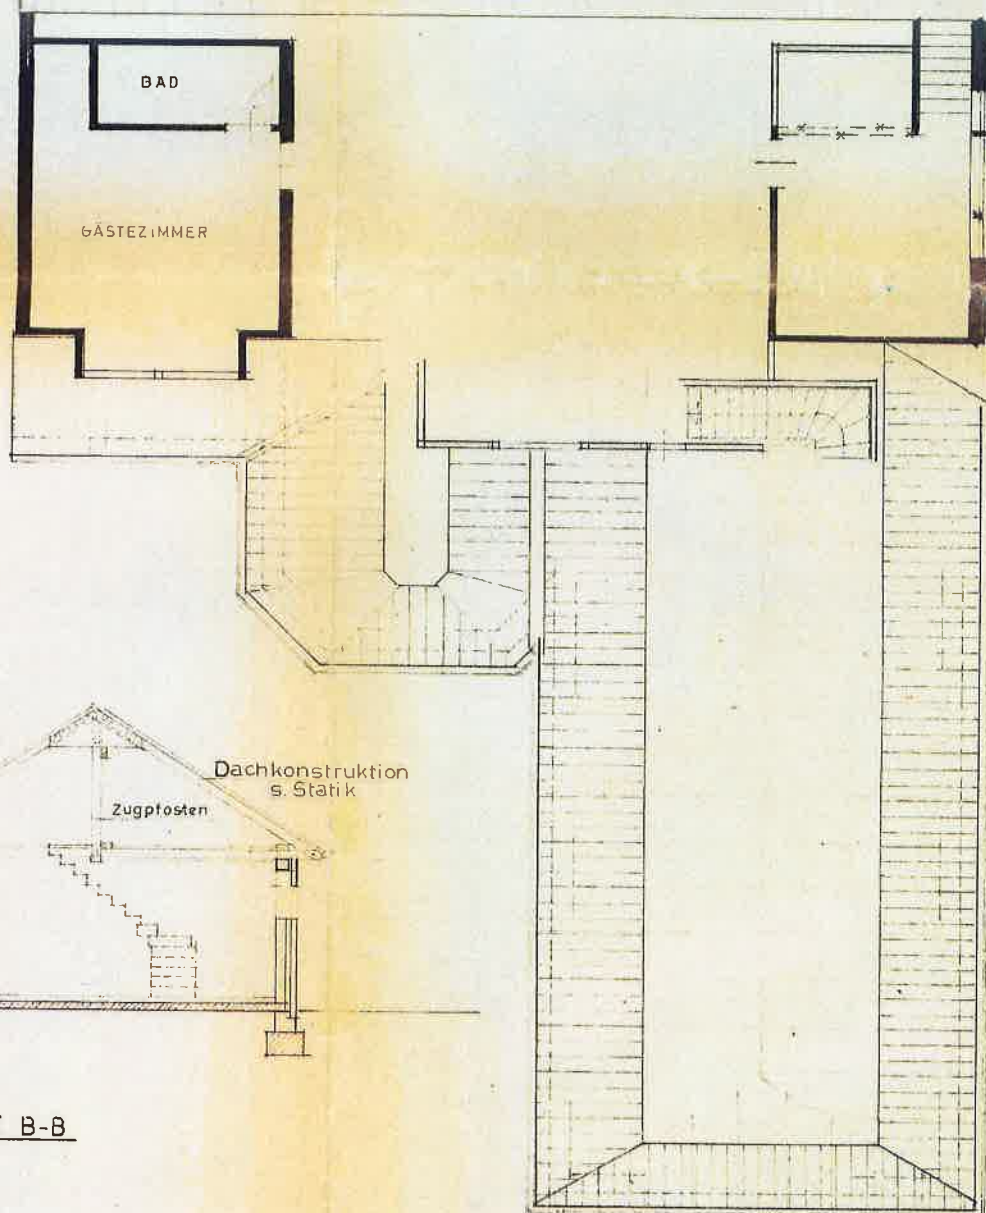 BAD
GÄSTEZIMMER
Dachkonstruktion
s. Statik
Zugpfosten
B-B